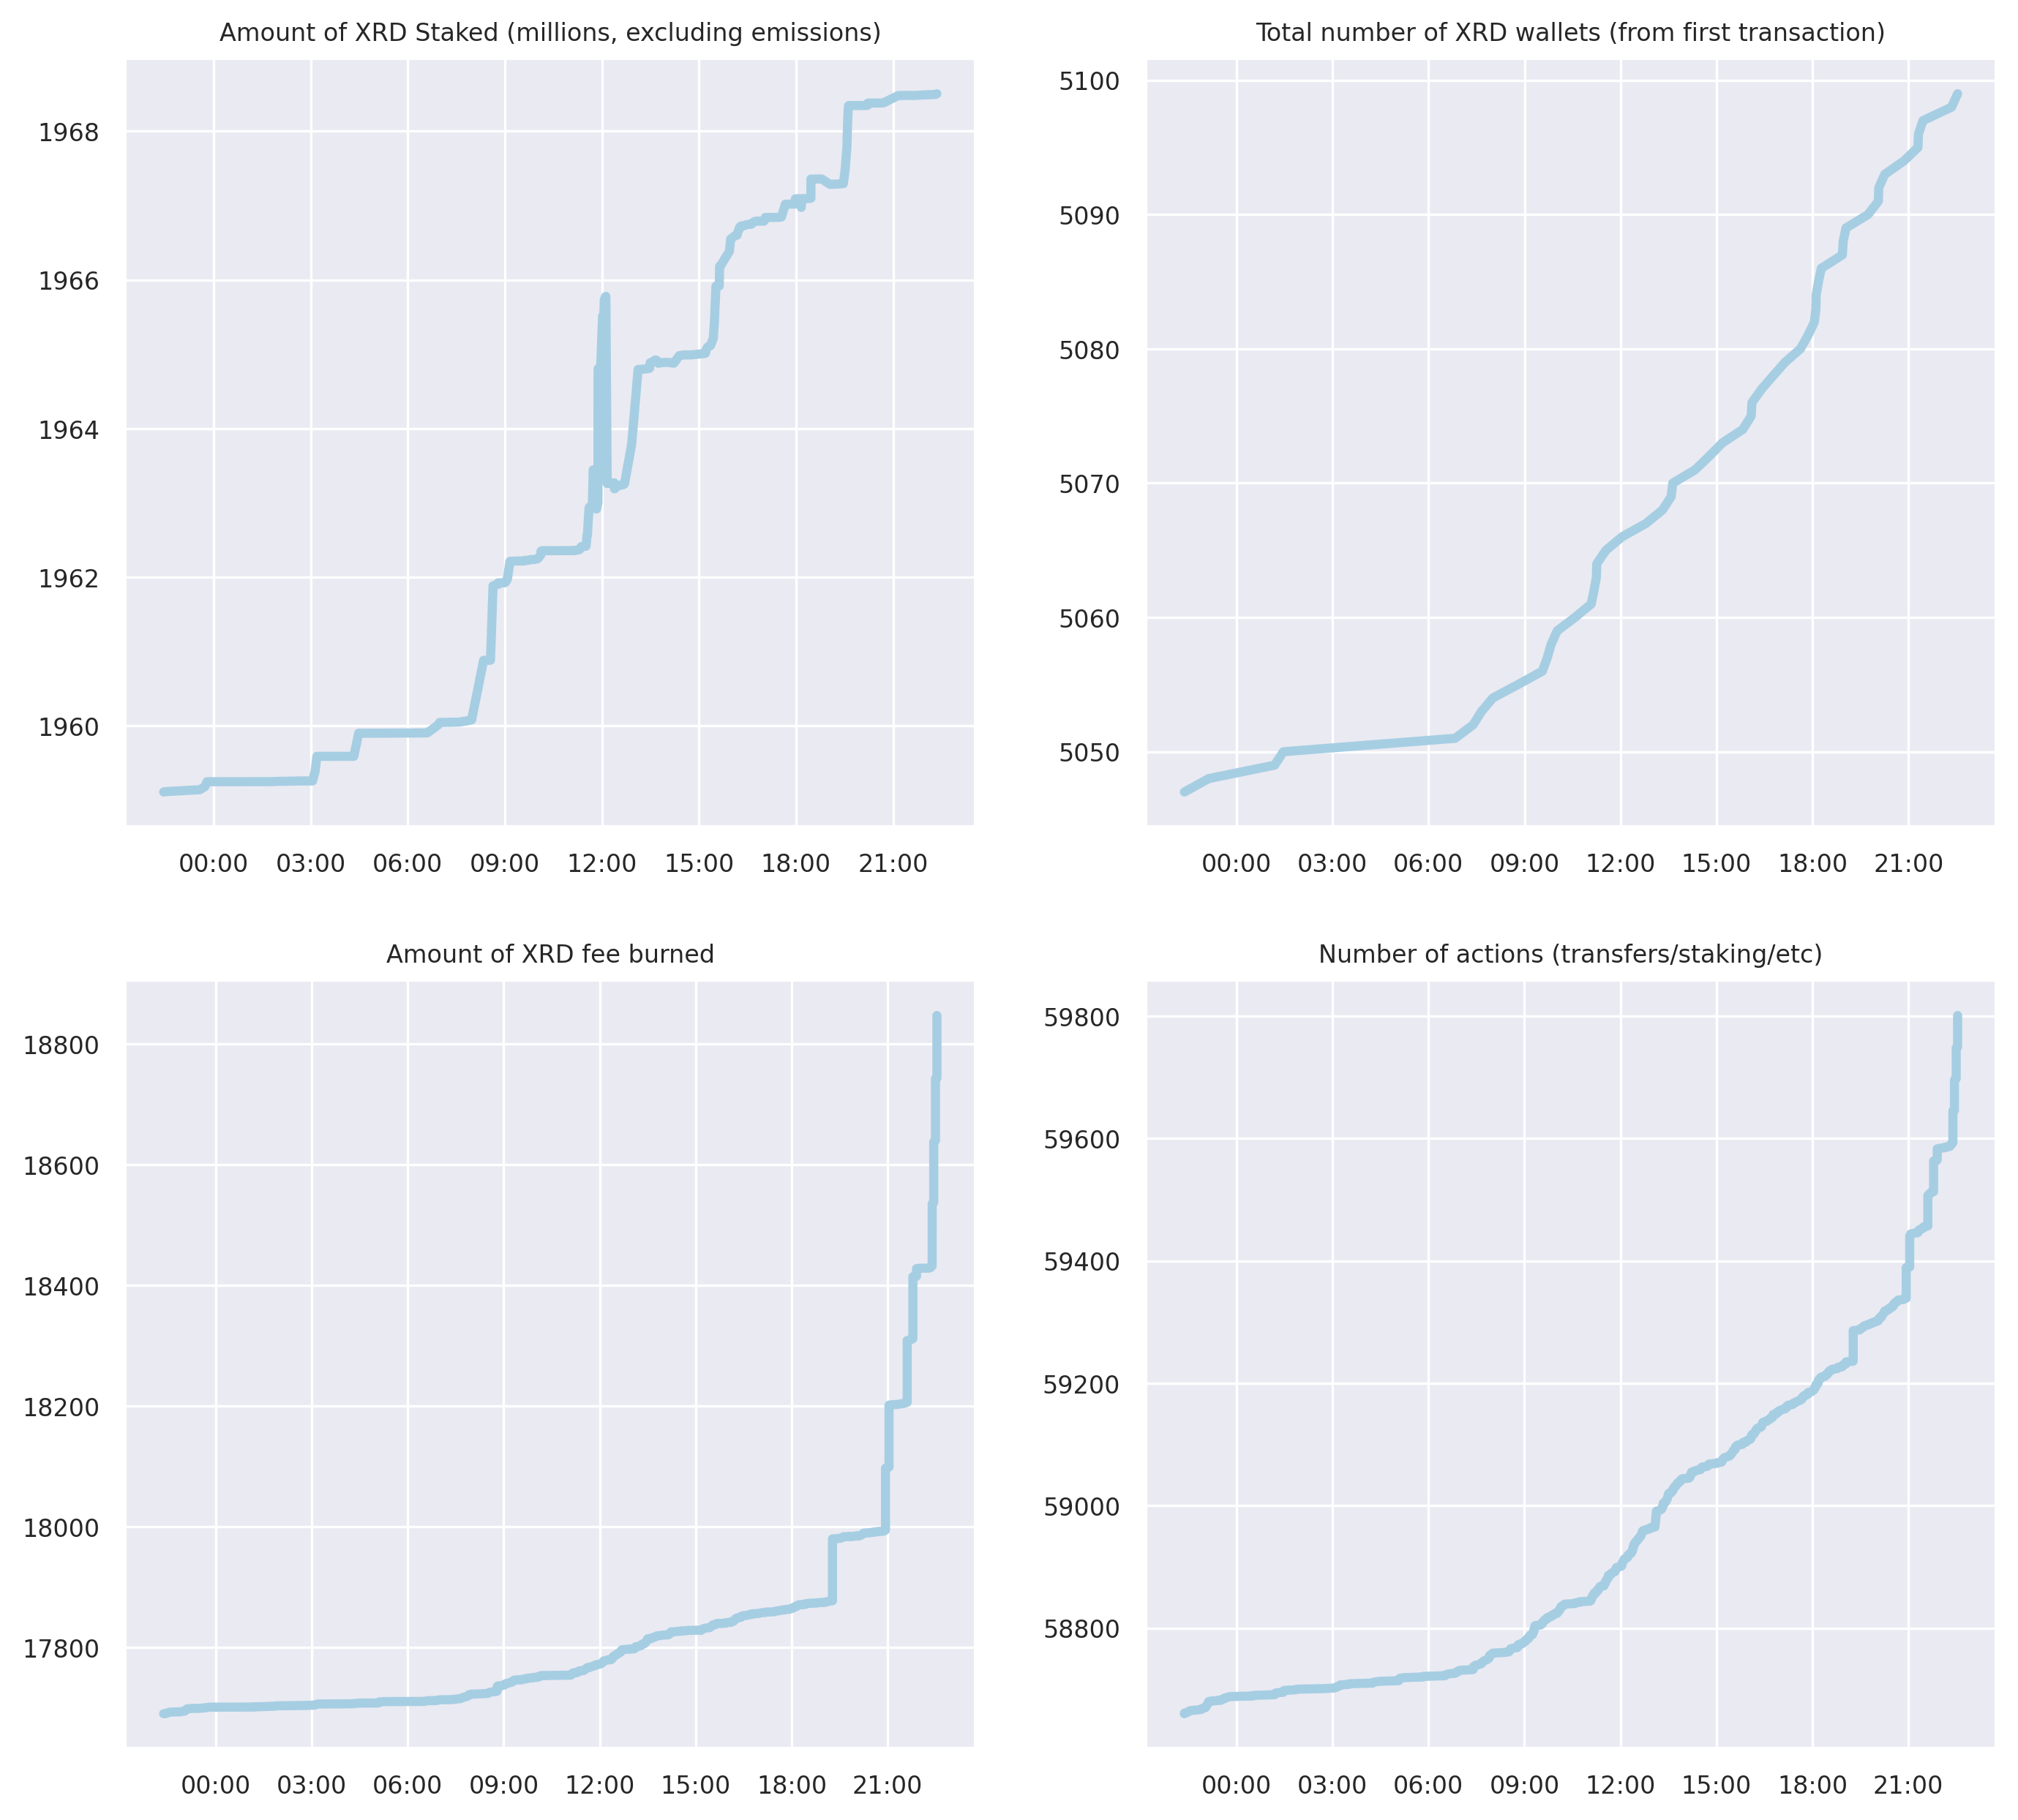 Amount of XRD Staked (millions, excluding emissions)
1968
1966
1964
1962
1960
00:00 03:00 06:00 09:00 12:00 15:00 18:00 21:00
Total number of XRD wallets (from first transaction)
5100
5090
5080
5070
5060
5050
00:00 03:00 06:00 09:00 12:00 15:00 18:00 21:00
Amount of XRD fee burned
18800
18600
18400
18200
18000
17800
00:00 03:00 06:00 09:00 12:00 15:00 18:00 21:00
Number of actions (transfers/staking/etc)
59800
59600
59400
59200
59000
58800
00:00 03:00 06:00 09:00 12:00 15:00 18:00 21:00